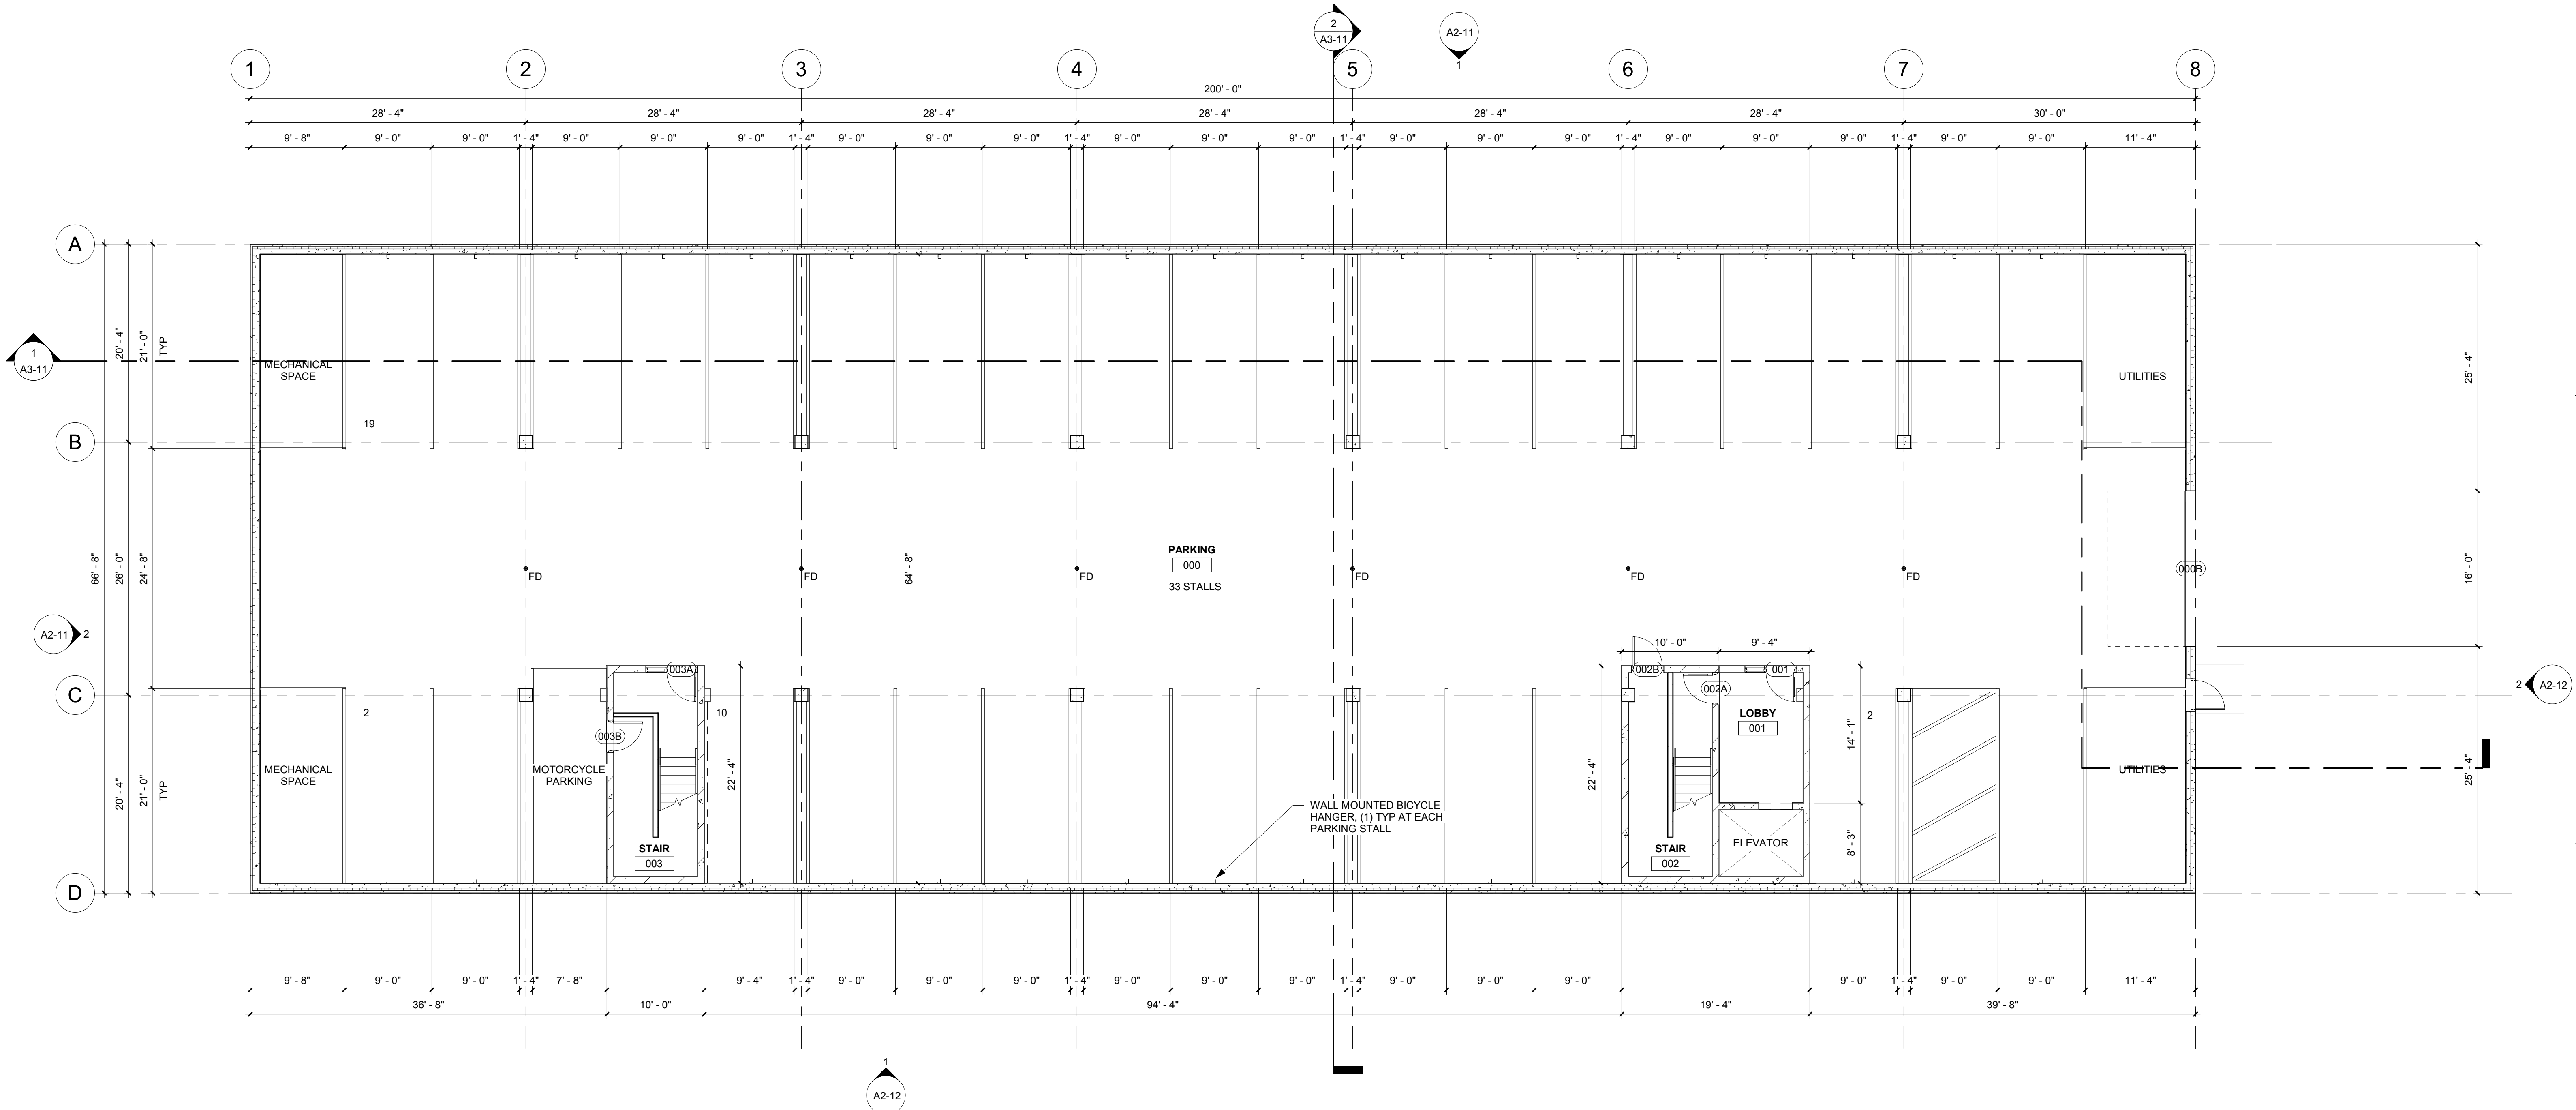 2
A3-11
A2-11
1
1
2
3
4
5
6
7
8
200' - 0"
28' - 4"
28' - 4"
28' - 4"
28' - 4"
28' - 4"
28' - 4"
30' - 0"
9' - 8"
9' - 0"
9' - 0"
1' - 4"
9' - 0"
9' - 0"
9' - 0"
1' - 4"
9' - 0"
9' - 0"
9' - 0"
1' - 4"
9' - 0"
9' - 0"
9' - 0"
1' - 4"
9' - 0"
9' - 0"
9' - 0"
1' - 4"
9' - 0"
9' - 0"
9' - 0"
1' - 4"
9' - 0"
9' - 0"
11' - 4"
A
B
C
D
1
A3-11
20' - 4"
21' - 0"
TYP
MECHANICAL
SPACE
UTILITIES
25' - 4"
19
66' - 8"
26' - 0"
24' - 8"
64' - 8"
PARKING
000
33 STALLS
FD
FD
FD
FD
FD
FD
000B
16' - 0"
A2-11
2
10' - 0"
9' - 4"
003A
002B
001
002A
2
A2-12
2
10
LOBBY
001
2
003B
14' - 1"
MECHANICAL
SPACE
MOTORCYCLE
PARKING
20' - 4"
21' - 0"
TYP
22' - 4"
22' - 4"
UTILITIES
25' - 4"
WALL MOUNTED BICYCLE
HANGER, (1) TYP AT EACH
PARKING STALL
STAIR
003
STAIR
002
ELEVATOR
8' - 3"
9' - 8"
9' - 0"
9' - 0"
1' - 4"
7' - 8"
9' - 4"
1' - 4"
9' - 0"
9' - 0"
9' - 0"
1' - 4"
9' - 0"
9' - 0"
9' - 0"
1' - 4"
9' - 0"
9' - 0"
9' - 0"
9' - 0"
1' - 4"
9' - 0"
9' - 0"
11' - 4"
36' - 8"
10' - 0"
94' - 4"
19' - 4"
39' - 8"
1
A2-12